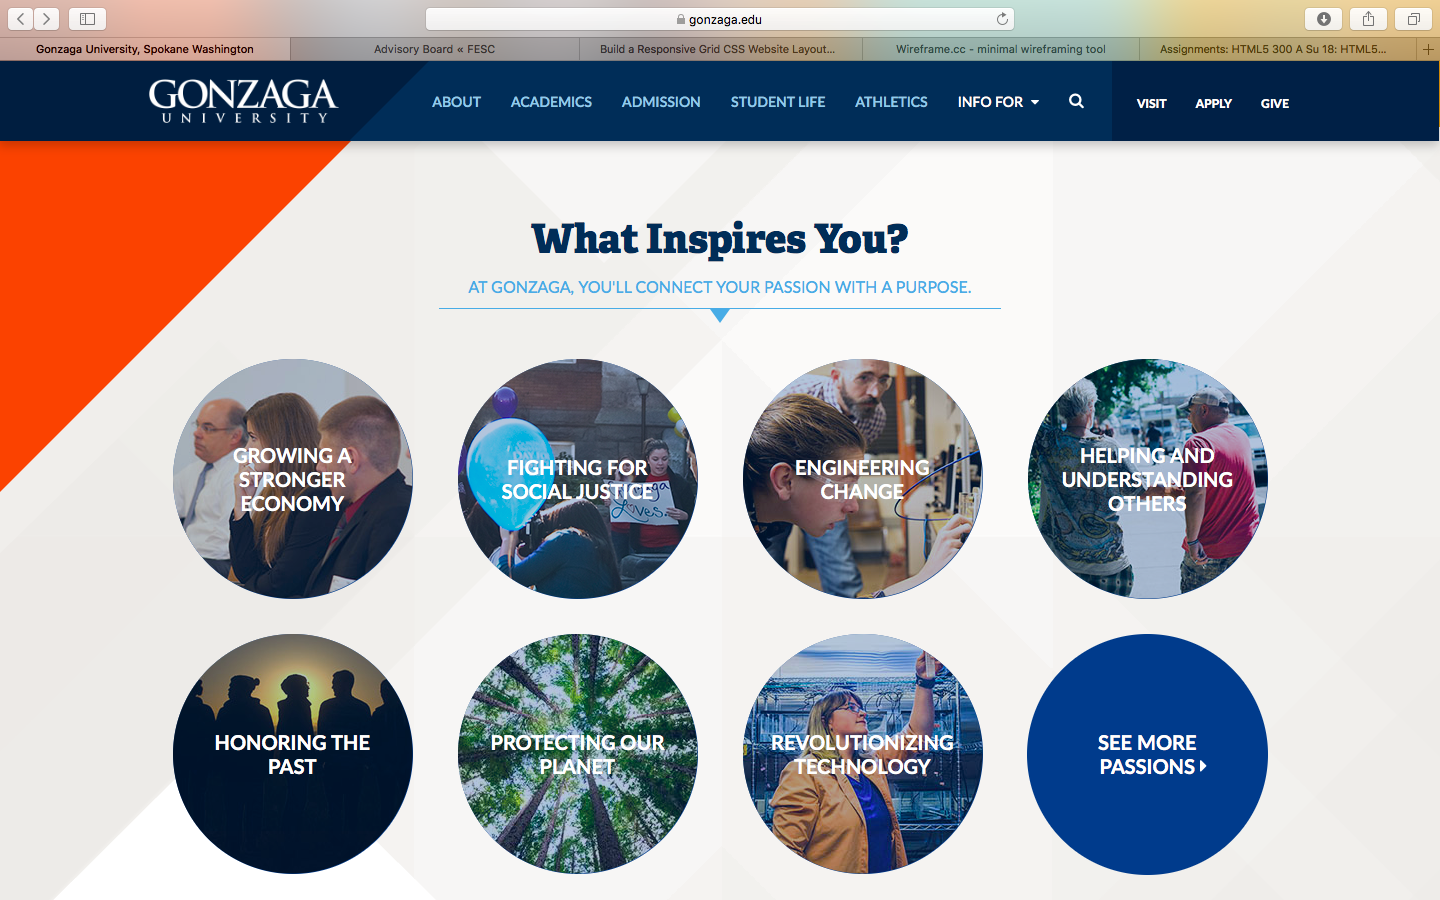 gonzaga.edu
Gonzaga University, Spokane Washington
Advisory Board « FESC
Build a Responsive Grid CSS Website Layout...
Wireframe.cc - minimal wireframing tool
Assignments: HTML5 300 A Su 18: HTML5...
GONZAGA
UNIVERSITY
ABOUT
ACADEMICS
ADMISSION
STUDENT LIFE
ATHLETICS
INFO FOR
VISIT
APPLY
GIVE
What Inspires You?
AT GONZAGA, YOU'LL CONNECT YOUR PASSION WITH A PURPOSE.
GROWING A
STRONGER
ECONOMY
FIGHTING FOR
SOCIAL JUSTICE
Loves.
ENGINEERING
CHANGE
HELPING AND
UNDERSTANDING
OTHERS
HONORING THE
PAST
PROTECTING OUR
PLANET
REVOLUTIONIZING
TECHNOLOGY
SEE MORE
PASSIONS